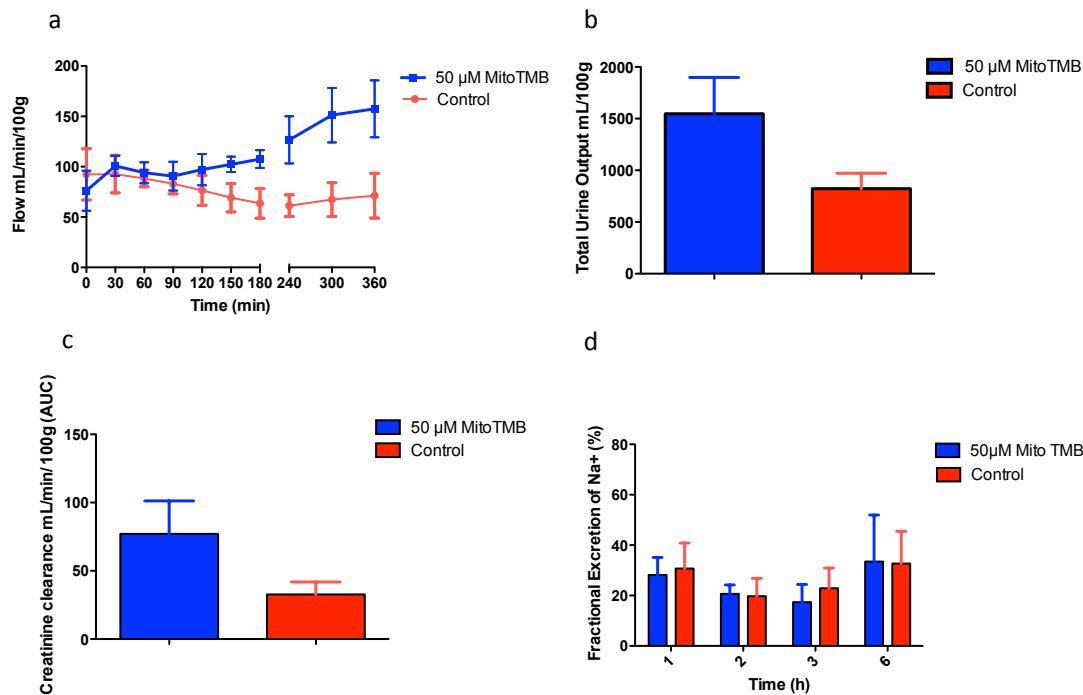 a
Flow mL/min/100g
200
150
100
50
0
0 30 60 90 120 150 180 240 300 360
Time (min)
50 µM MitoTMB
Control
b
Total Urine Output mL/100g
2000
1500
1000
500
0
50 µM MitoTMB
Control
c
Creatinine clearance mL/min/100g (AUC)
150
100
50
0
50 µM MitoTMB
Control
d
Fractional Excretion of Na+ (%)
80
60
40
20
0
1 2 3 6
Time (h)
50µM Mito TMB
Control